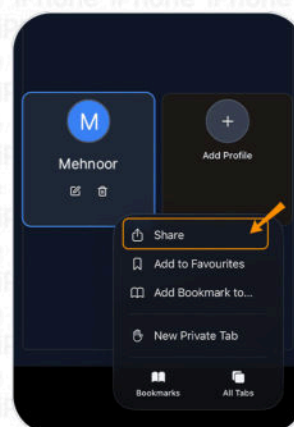 M
Mehnoor
+
Add Profile
Share
Add to Favourites
Add Bookmark to...
New Private Tab
Bookmarks
All Tabs